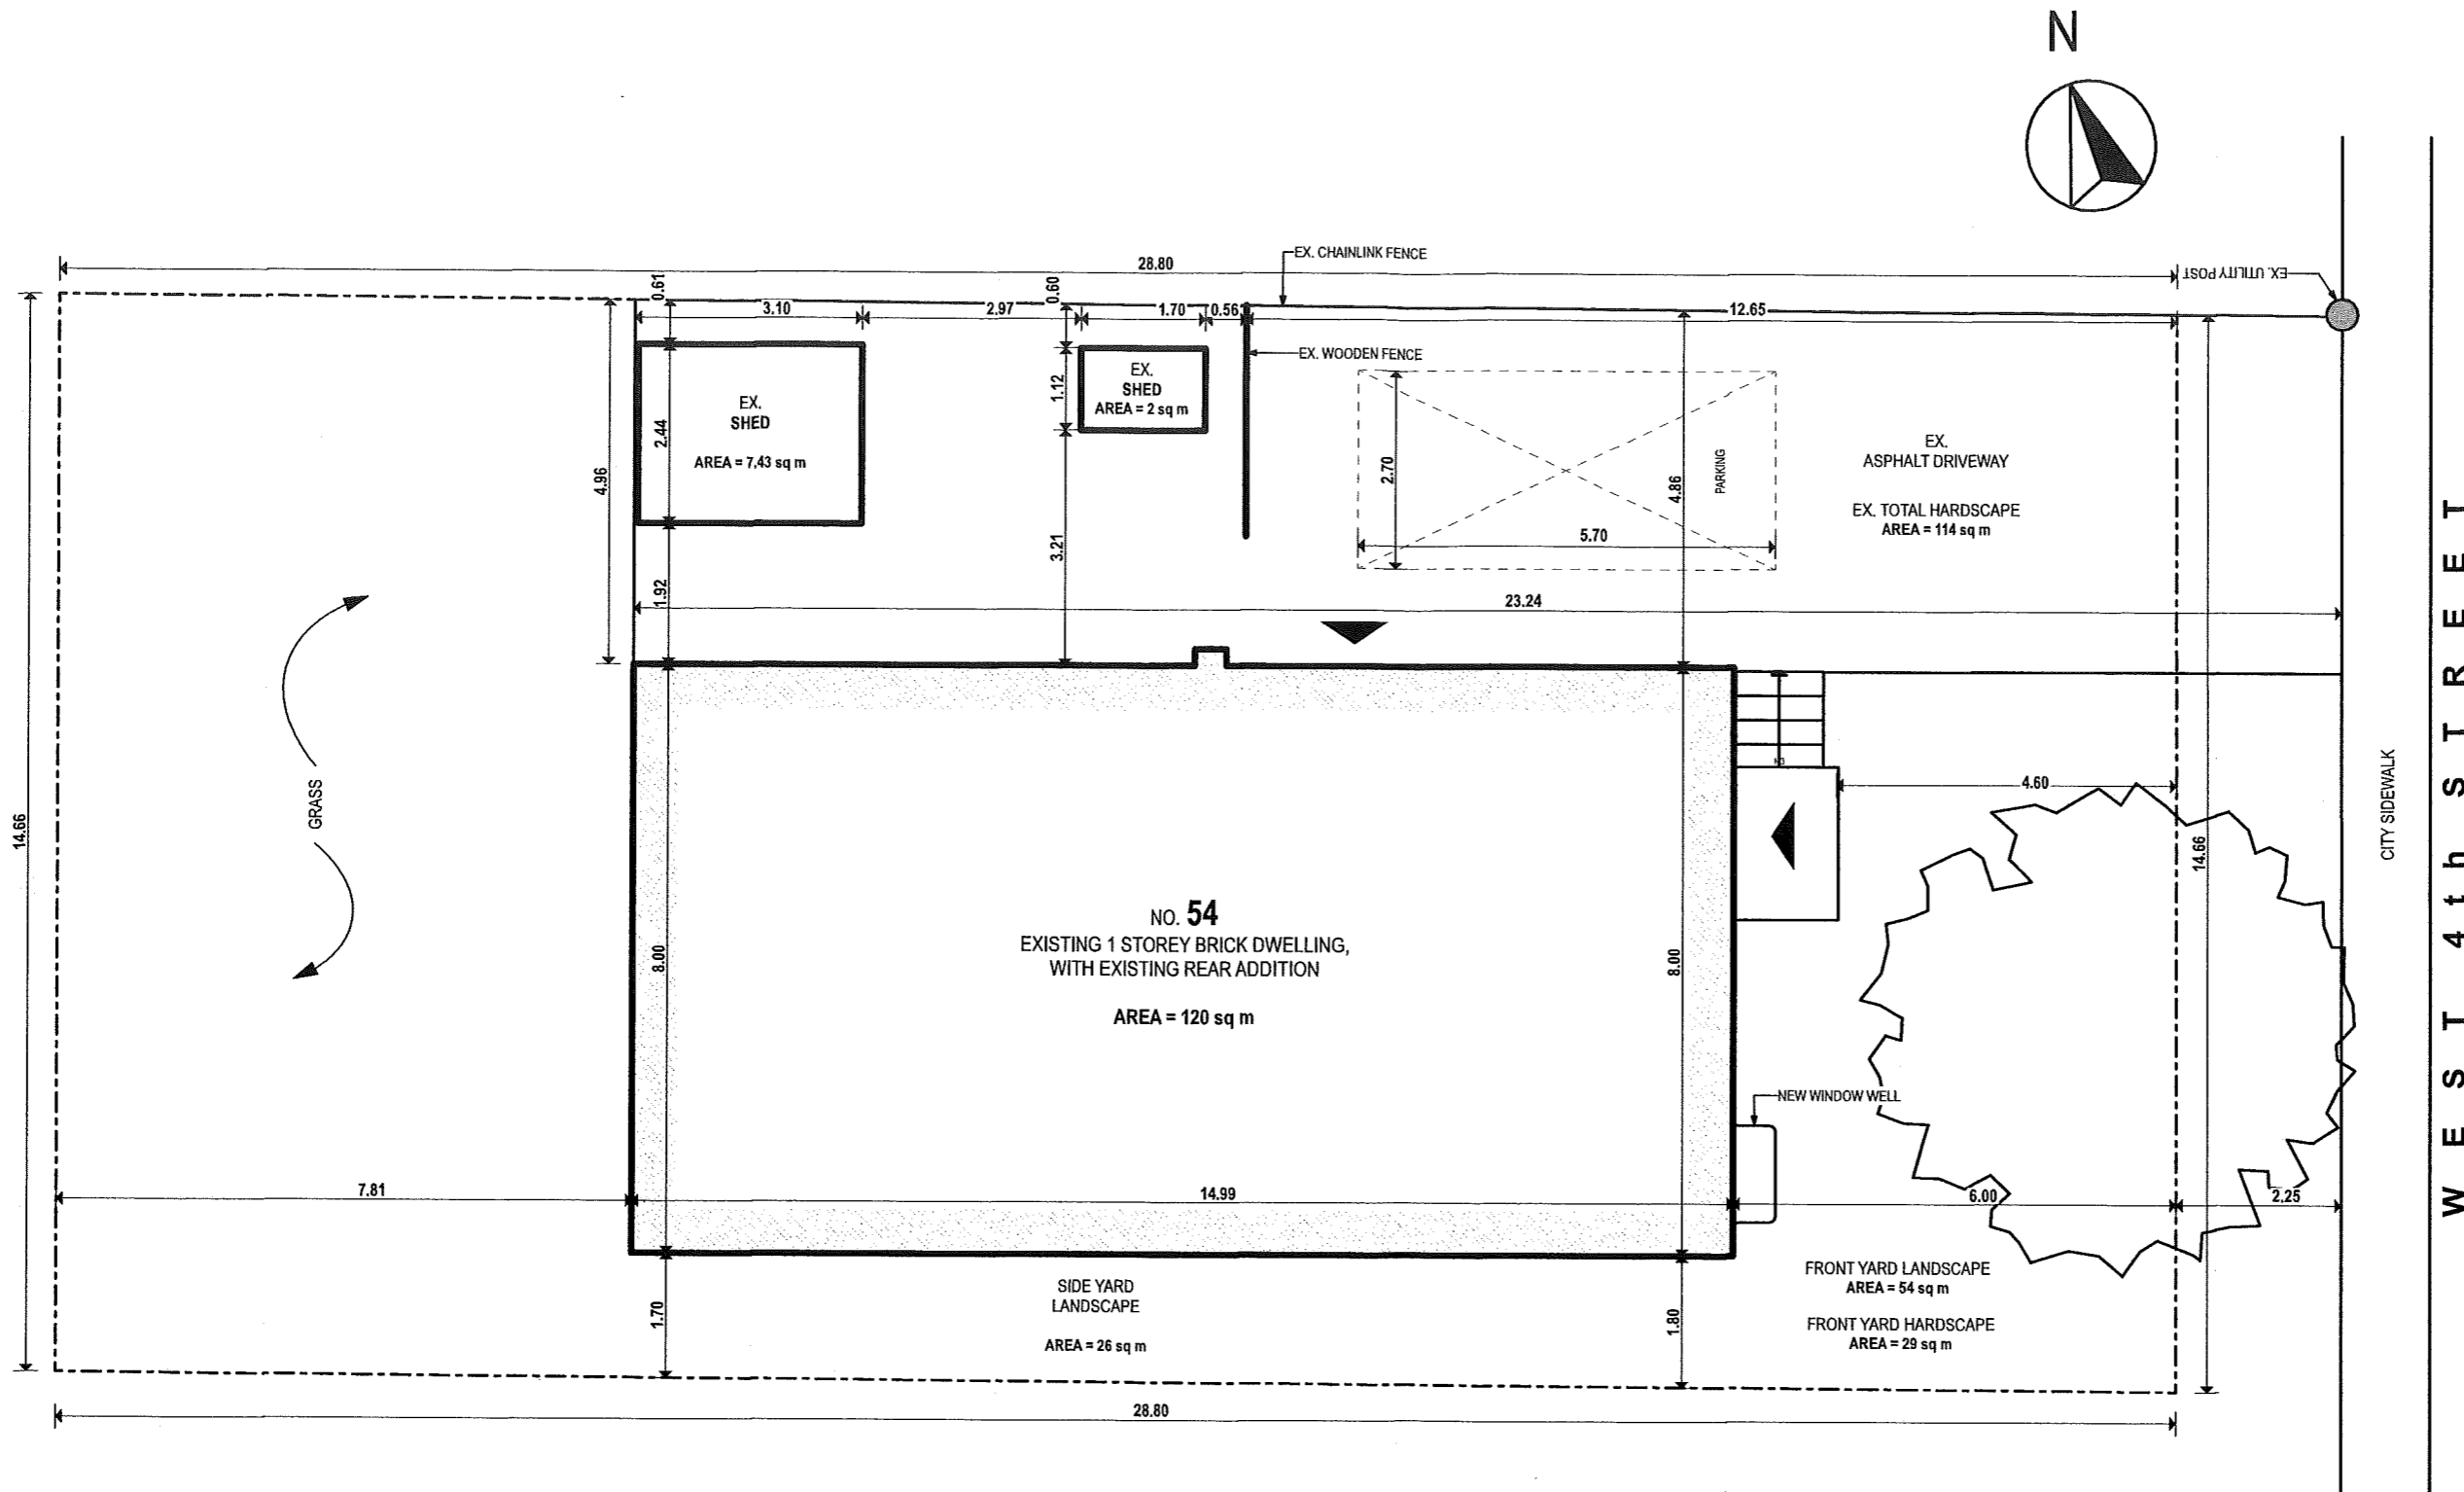 N
EX. CHAINLINK FENCE
28.80
EX. UTILITY POST
0.61
0.60
3.10
2.97
1.70
0.56
12.65
EX. WOODEN FENCE
EX.
SHED
AREA = 7,43 sq m
2.44
4.96
1.92
EX.
SHED
AREA = 2 sq m
1.12
3.21
2.70
5.70
PARKING
4.86
EX.
ASPHALT DRIVEWAY
EX. TOTAL HARDSCAPE
AREA = 114 sq m
23.24
4.60
14.66
GRASS
14.66
CITY SIDEWALK
WEST 4th STREET
NO. 54
EXISTING 1 STOREY BRICK DWELLING,
WITH EXISTING REAR ADDITION
AREA = 120 sq m
8.00
8.00
NEW WINDOW WELL
7.81
14.99
6.00
2.25
1.70
SIDE YARD
LANDSCAPE
AREA = 26 sq m
1.80
FRONT YARD LANDSCAPE
AREA = 54 sq m
FRONT YARD HARDSCAPE
AREA = 29 sq m
28.80